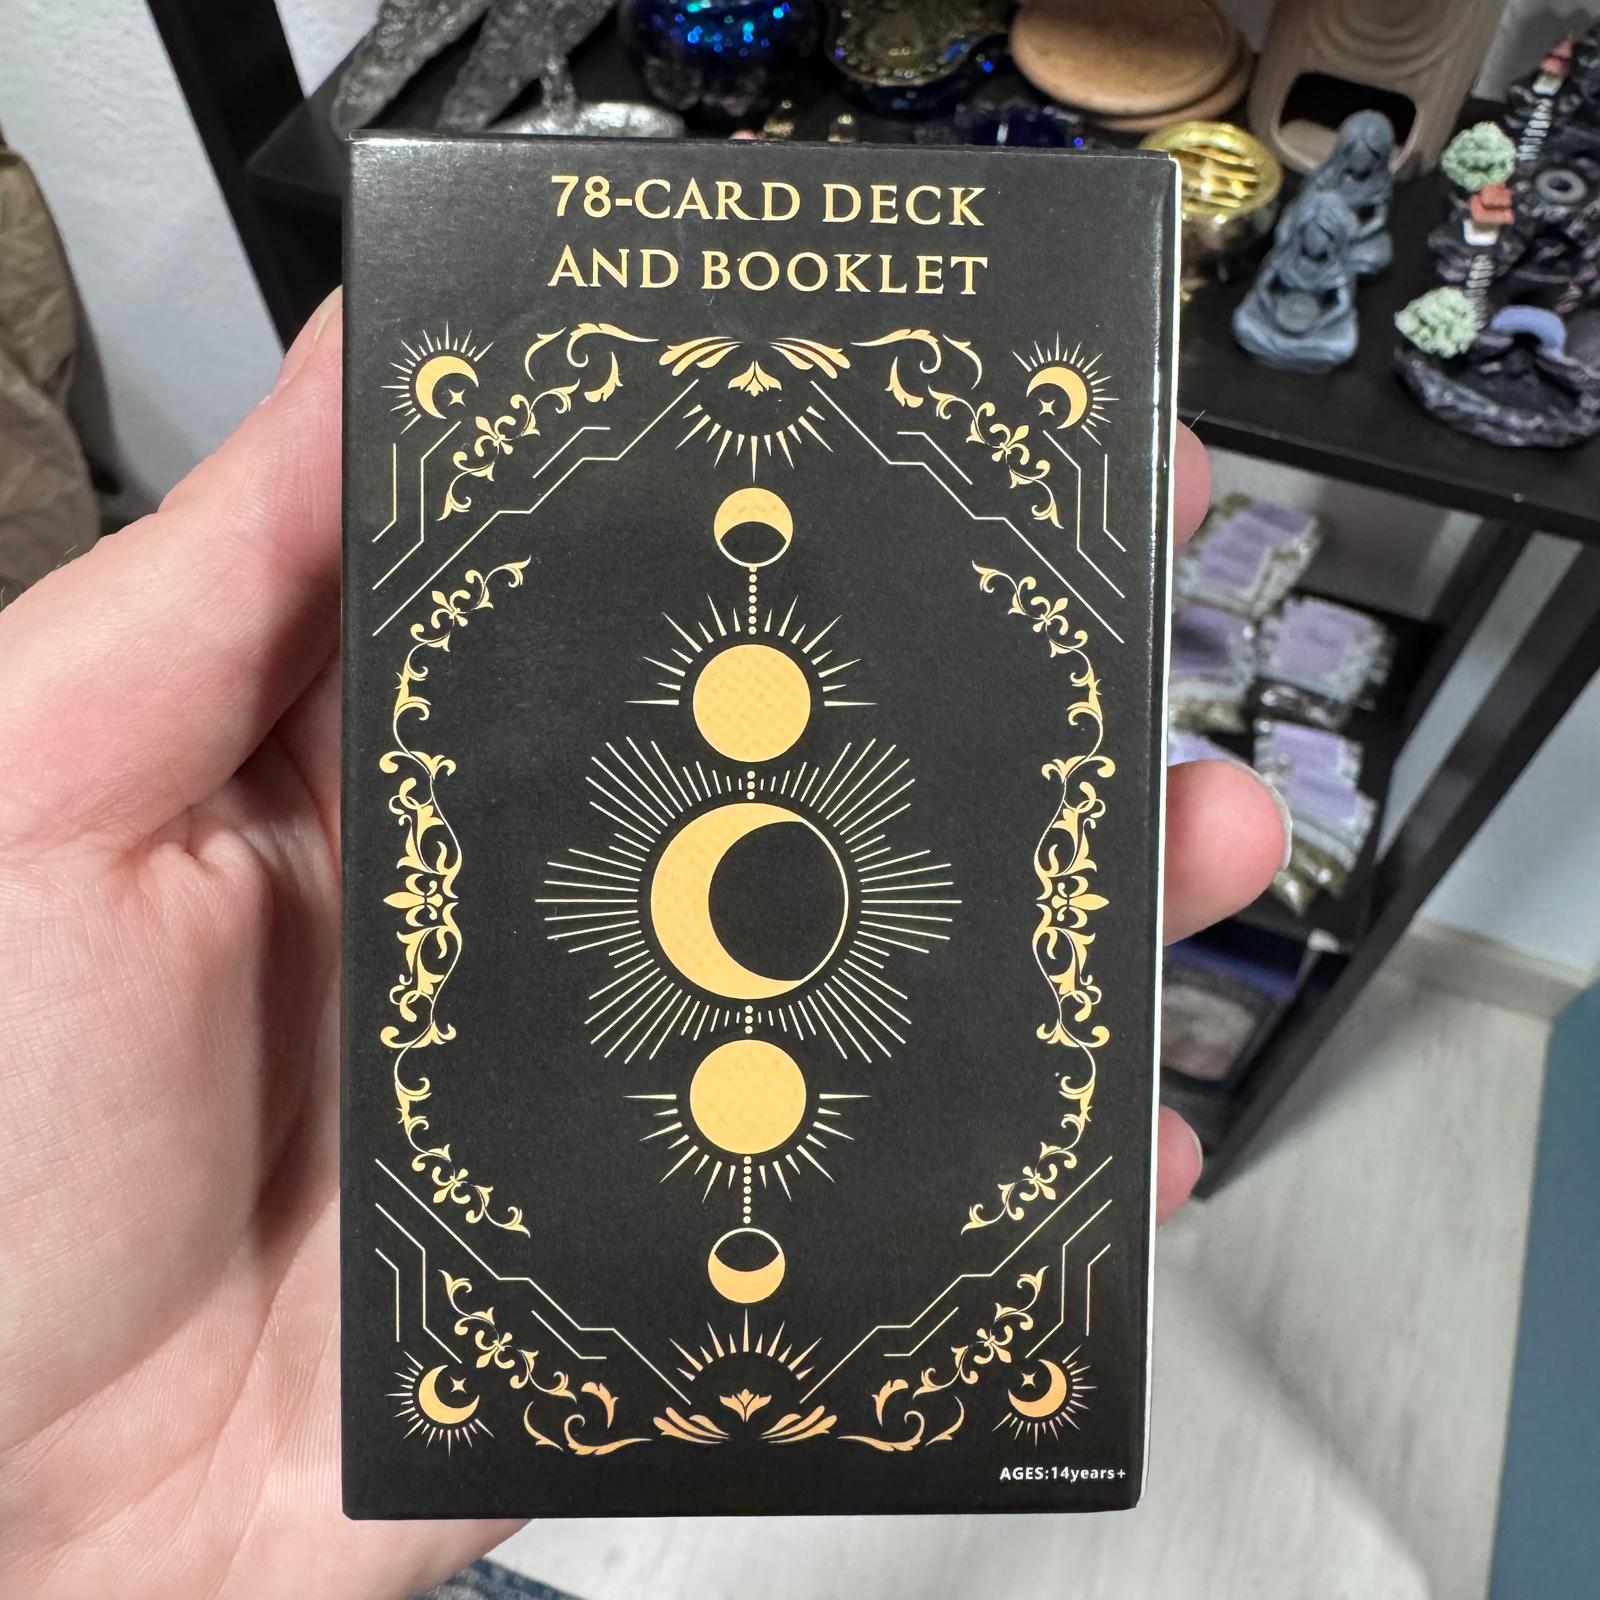 78-CARD DECK
AND BOOKLET
AGES:14years+